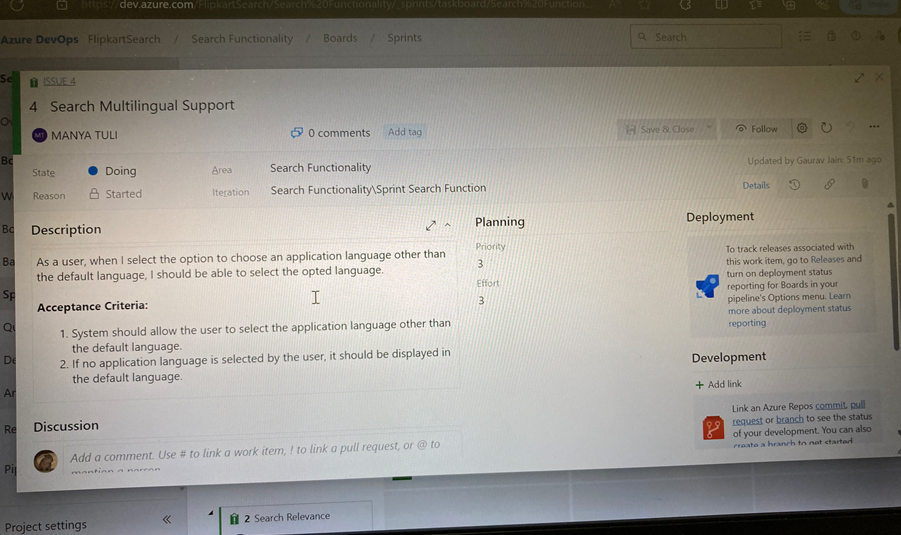 https://dev.azure.com/FlipkartSearch/Search%20Functionality/_sprints/taskboard/Search%20Function...
Azure DevOps FlipkartSearch / Search Functionality / Boards / Sprints
Search
ISSUE 4
4 Search Multilingual Support
MT MANYA TULI
0 comments
Add tag
Save & Close
Follow
State Doing
Area Search Functionality
Updated by Gaurav Jain: 51m ago
Reason Started
Iteration Search Functionality\Sprint Search Function
Details
Description
As a user, when I select the option to choose an application language other than
the default language, I should be able to select the opted language.
Acceptance Criteria:
1. System should allow the user to select the application language other than
the default language.
2. If no application language is selected by the user, it should be displayed in
the default language.
Discussion
Add a comment. Use # to link a work item, ! to link a pull request, or @ to
mention a person
Planning
Priority
3
Effort
3
Deployment
To track releases associated with
this work item, go to Releases and
turn on deployment status
reporting for Boards in your
pipeline's Options menu. Learn
more about deployment status
reporting
Development
+ Add link
Link an Azure Repos commit, pull
request or branch to see the status
of your development. You can also
create a branch to get started
2 Search Relevance
Project settings